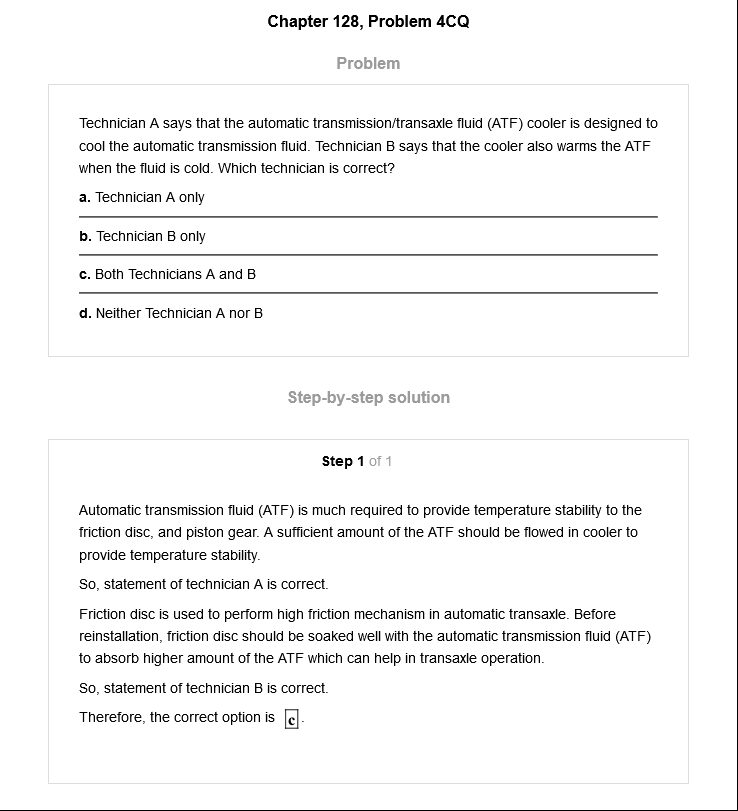 Chapter 128, Problem 4CQ
Problem
Technician A says that the automatic transmission/transaxle fluid (ATF) cooler is designed to
cool the automatic transmission fluid. Technician B says that the cooler also warms the ATF
when the fluid is cold. Which technician is correct?
a. Technician A only
b. Technician B only
c. Both Technicians A and B
d. Neither Technician A nor B
Step-by-step solution
Step 1 of 1
Automatic transmission fluid (ATF) is much required to provide temperature stability to the
friction disc, and piston gear. A sufficient amount of the ATF should be flowed in cooler to
provide temperature stability.
So, statement of technician A is correct.
Friction disc is used to perform high friction mechanism in automatic transaxle. Before
reinstallation, friction disc should be soaked well with the automatic transmission fluid (ATF)
to absorb higher amount of the ATF which can help in transaxle operation.
So, statement of technician B is correct.
Therefore, the correct option is c.